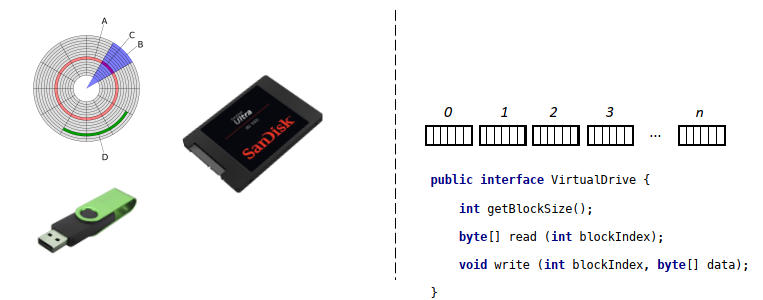 A
C
B
D
Ultra
SanDisk
0 1 2 3 ... n
public interface VirtualDrive {
int getBlockSize();
byte[] read (int blockIndex);
void write (int blockIndex, byte[] data);
}